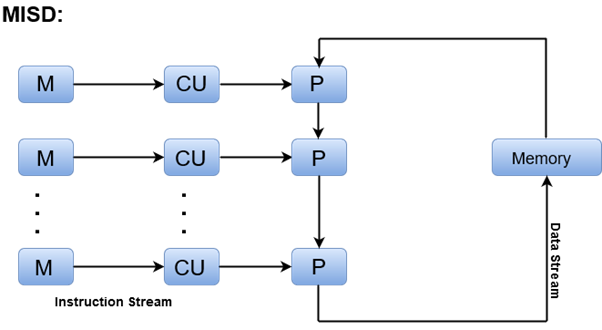 MISD:
M CU P
M CU P
Memory
M CU P
Data Stream
Instruction Stream